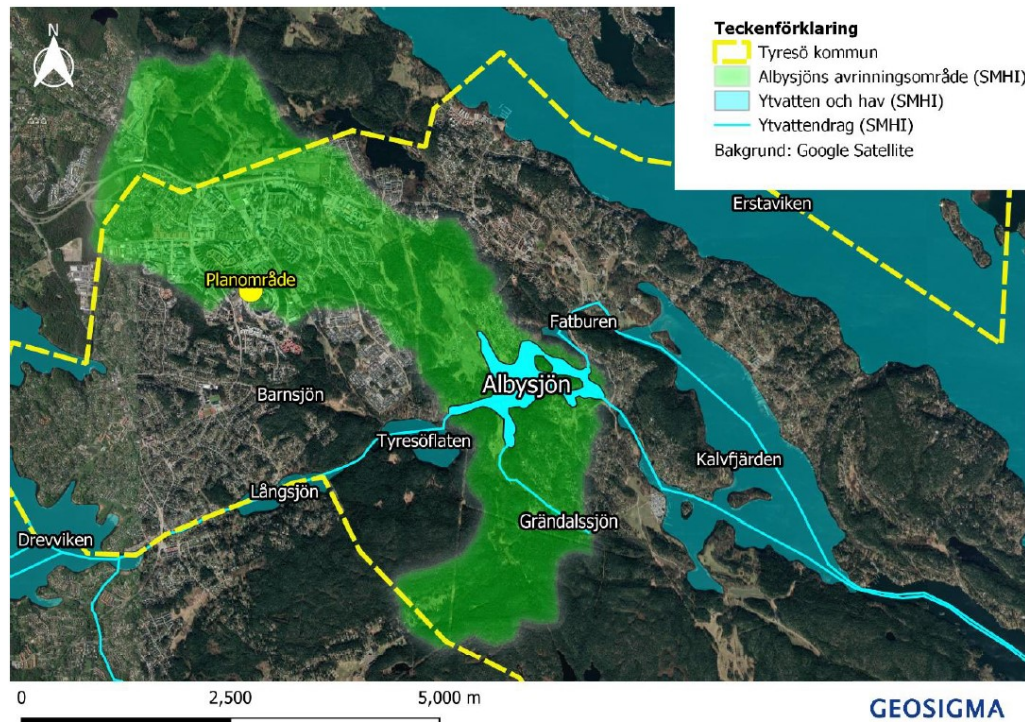 N
Teckenförklaring
Tyresö kommun
Albysjöns avrinningsområde (SMHI)
Ytvatten och hav (SMHI)
Ytvattendrag (SMHI)
Bakgrund: Google Satellite
Erstaviken
Planområde
Fatburen
Albysjön
Barnsjön
Tyresöflaten
Kalvfjärden
Långsjön
Grändalssjön
Drevviken
0 2,500 5,000 m
GEOSIGMA